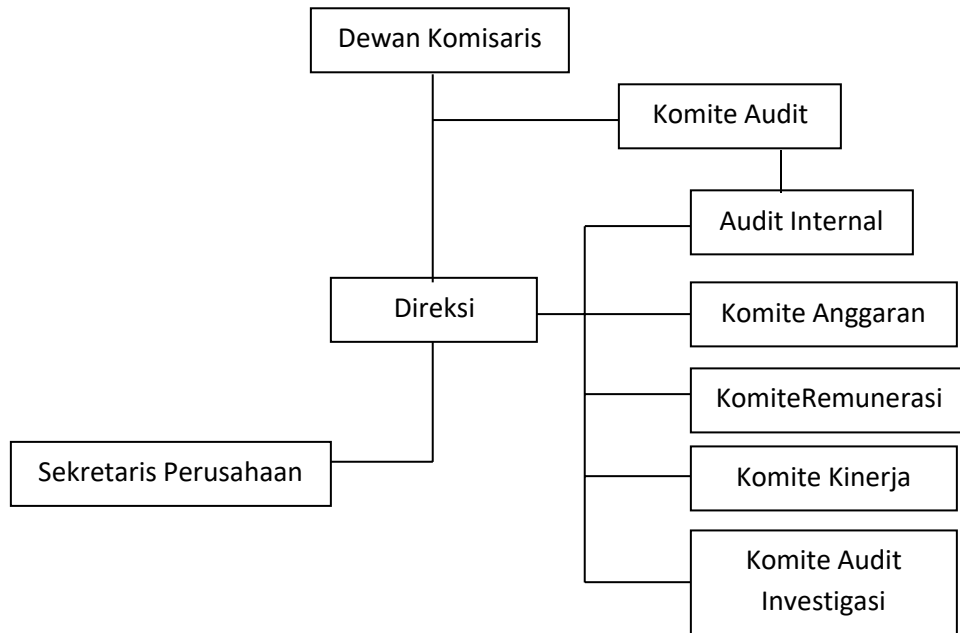 Dewan Komisaris
Komite Audit
Audit Internal
Direksi
Komite Anggaran
KomiteRemunerasi
Sekretaris Perusahaan
Komite Kinerja
Komite Audit
Investigasi